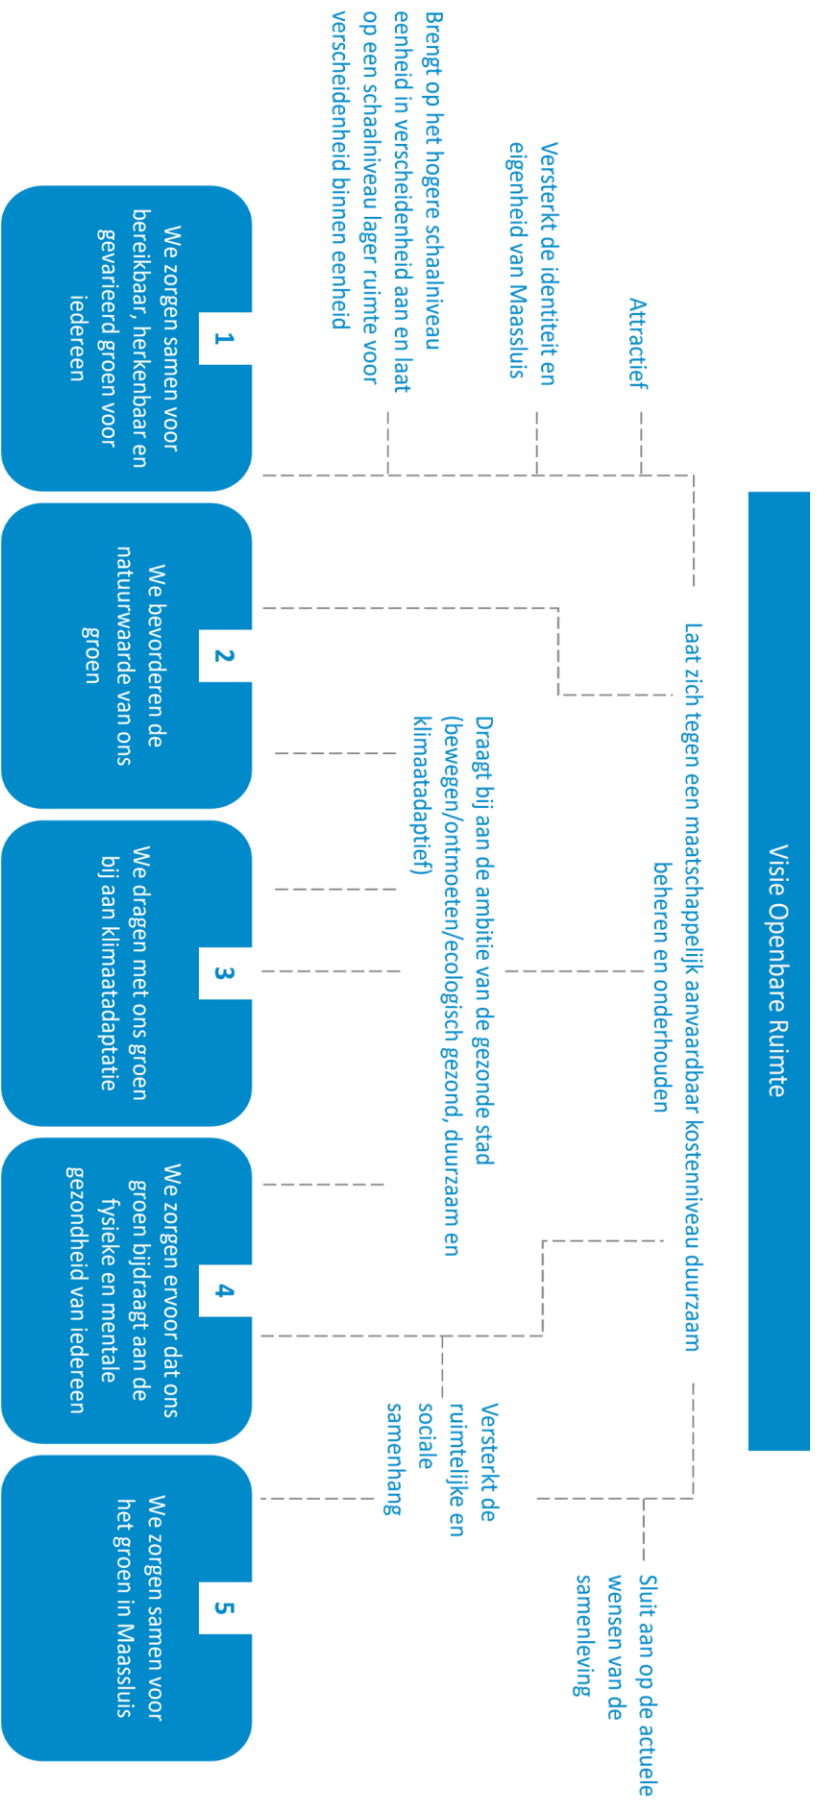 Visie Openbare Ruimte
Laat zich tegen een maatschappelijk aanvaardbaar kostenniveau duurzaam
beheren en onderhouden
Attractief
Versterkt de identiteit en
eigenheid van Maassluis
Brengt op het hogere schaalniveau
eenheid in verscheidenheid aan en laat
op een schaalniveau lager ruimte voor
verscheidenheid binnen eenheid
Draagt bij aan de ambitie van de gezonde stad
(bewegen/ontmoeten/ecologisch gezond, duurzaam en
klimaatadaptief)
Sluit aan op de actuele
wensen van de
samenleving
Versterkt de
ruimtelijke en
sociale
samenhang
1
We zorgen samen voor
bereikbaar, herkenbaar en
gevarieerd groen voor
iedereen
2
We bevorderen de
natuurwaarde van ons
groen
3
We dragen met ons groen
bij aan klimaatadaptatie
4
We zorgen ervoor dat ons
groen bijdraagt aan de
fysieke en mentale
gezondheid van iedereen
5
We zorgen samen voor
het groen in Maassluis